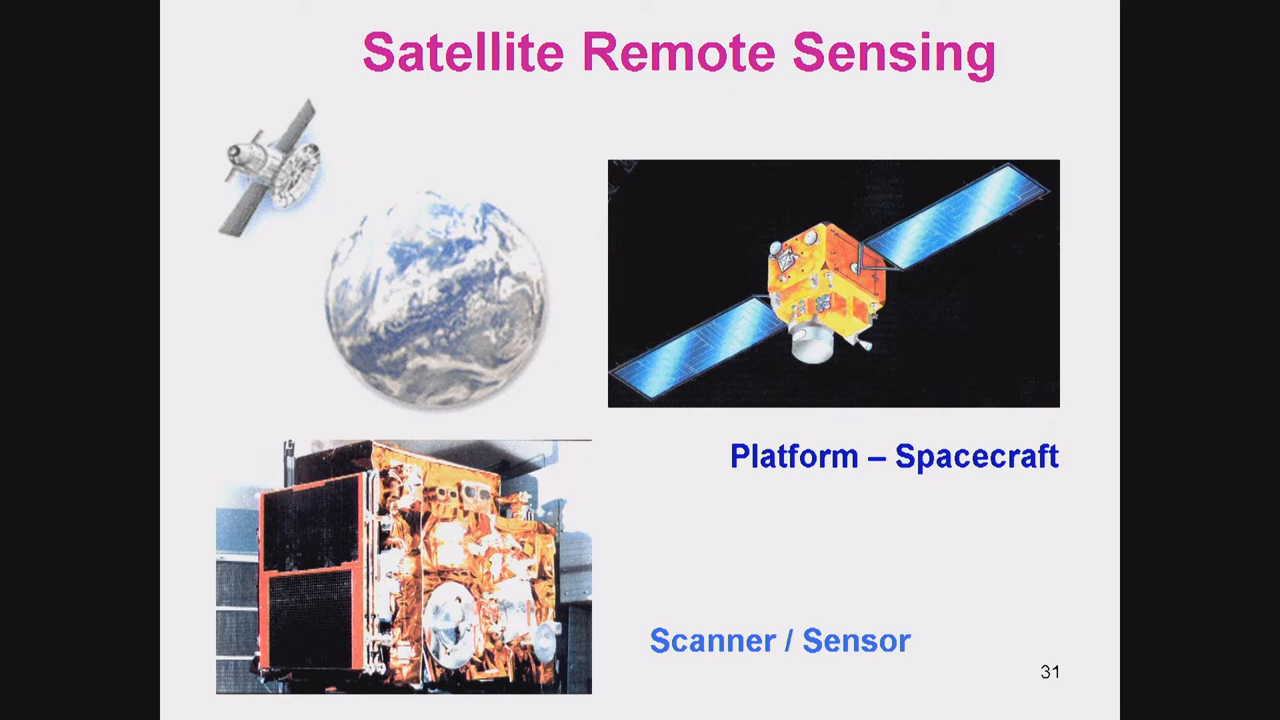 Satellite Remote Sensing
Platform – Spacecraft
Scanner / Sensor
31